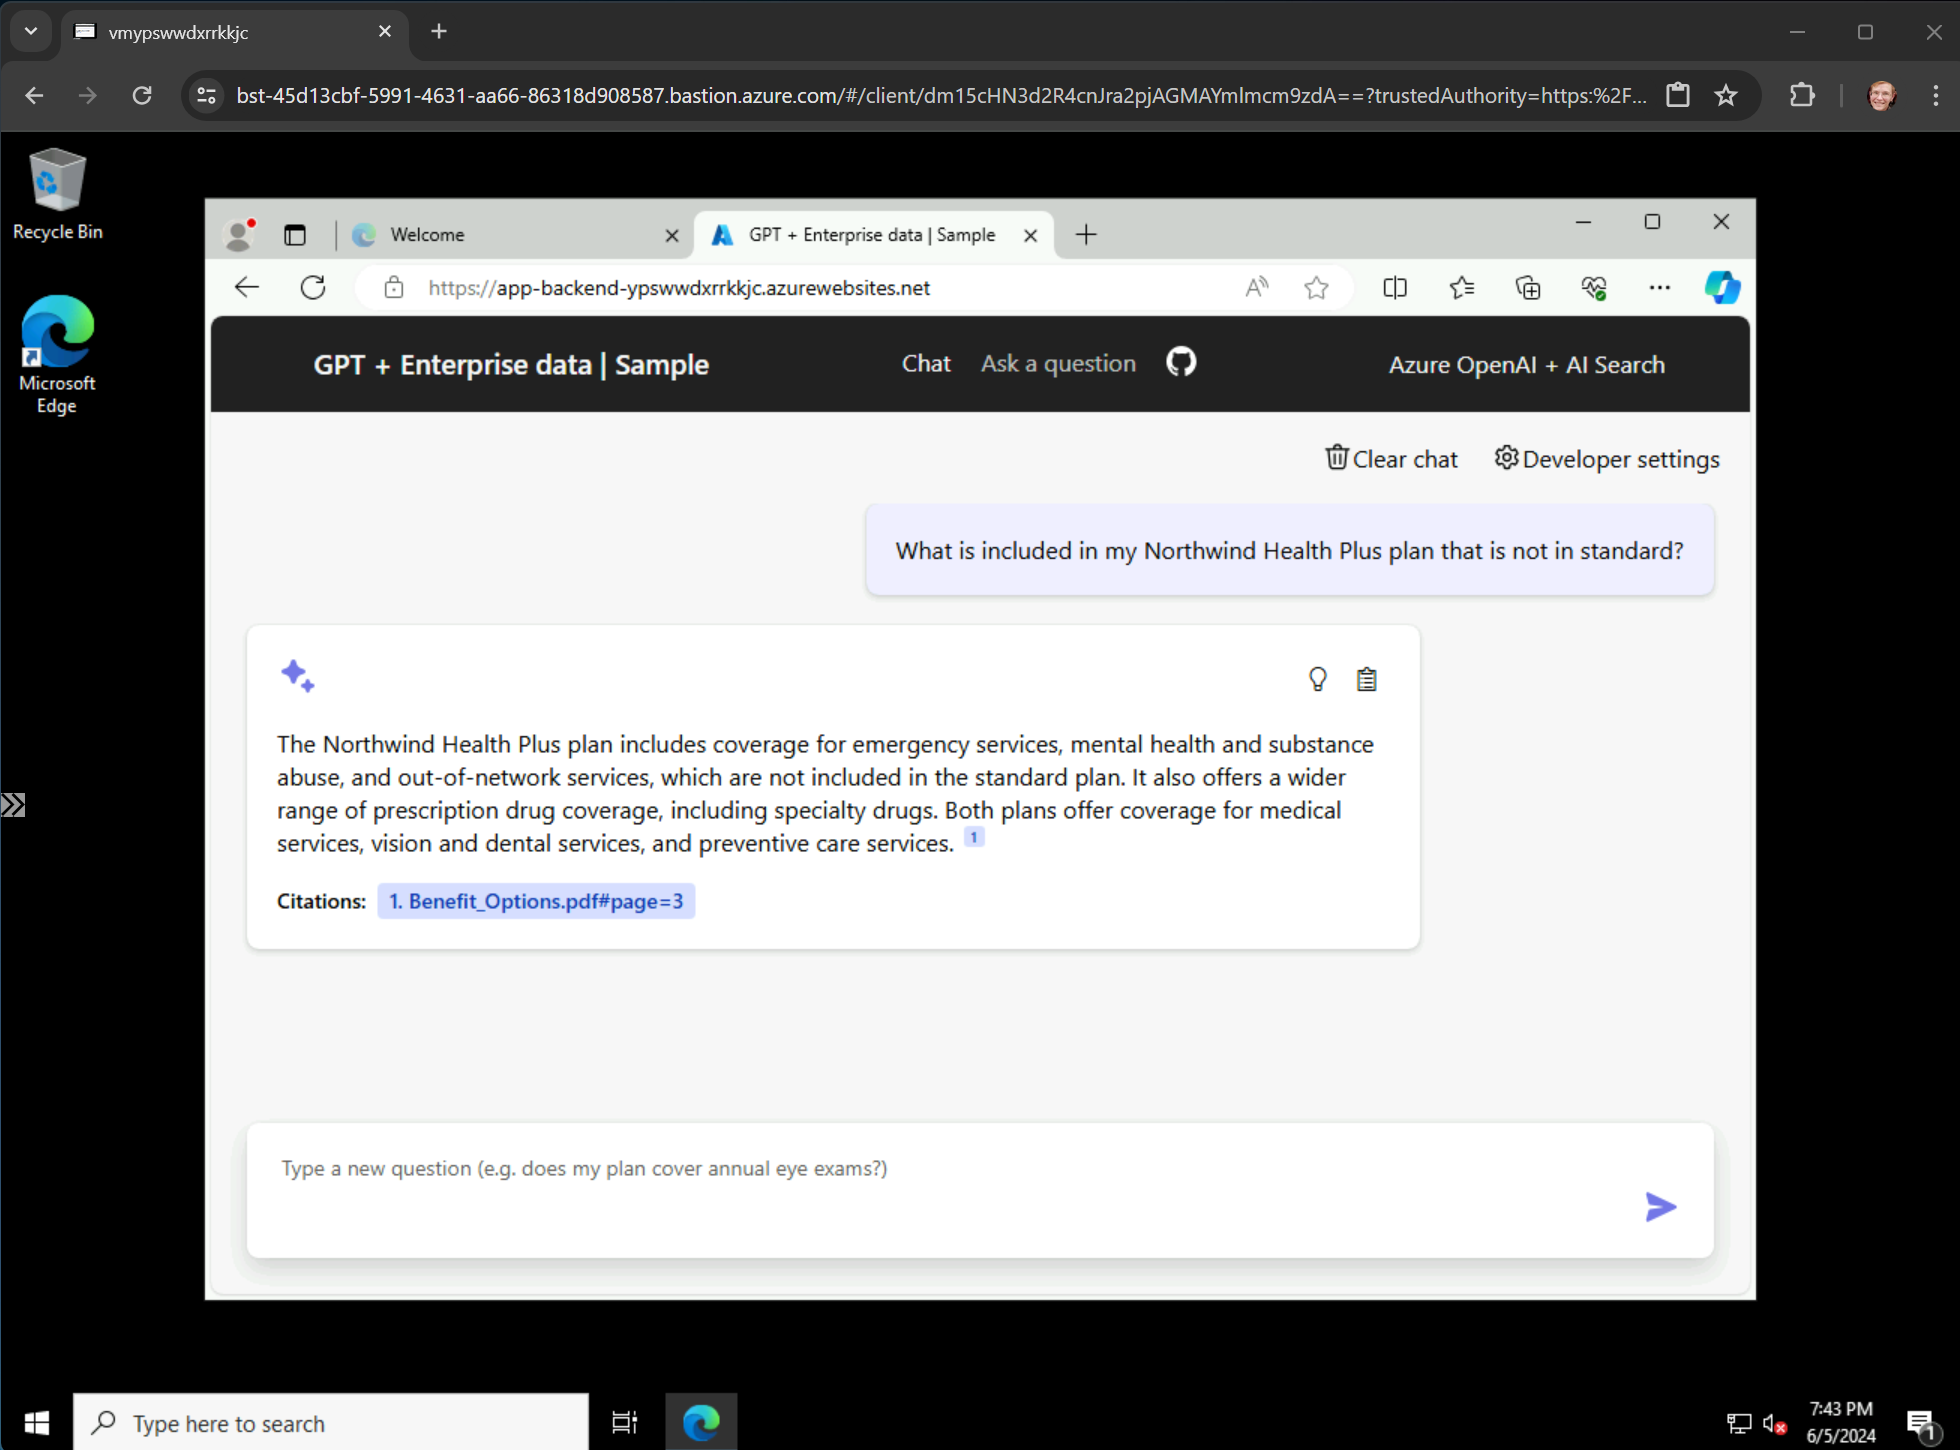 vmypswwdxrrkkjc
bst-45d13cbf-5991-4631-aa66-86318d908587.bastion.azure.com/#/client/dm15cHN3d2R4cnJra2pjAGMAYmlmcm9zdA==?trustedAuthority=https:%2F...
Recycle Bin
Microsoft
Edge
Welcome
GPT + Enterprise data | Sample
https://app-backend-ypswwdxrrkkjc.azurewebsites.net
GPT + Enterprise data | Sample
Chat
Ask a question
Azure OpenAI + AI Search
Clear chat
Developer settings
What is included in my Northwind Health Plus plan that is not in standard?
The Northwind Health Plus plan includes coverage for emergency services, mental health and substance
abuse, and out-of-network services, which are not included in the standard plan. It also offers a wider
range of prescription drug coverage, including specialty drugs. Both plans offer coverage for medical
services, vision and dental services, and preventive care services. 1
Citations: 1. Benefit_Options.pdf#page=3
Type a new question (e.g. does my plan cover annual eye exams?)
Type here to search
7:43 PM
6/5/2024
1